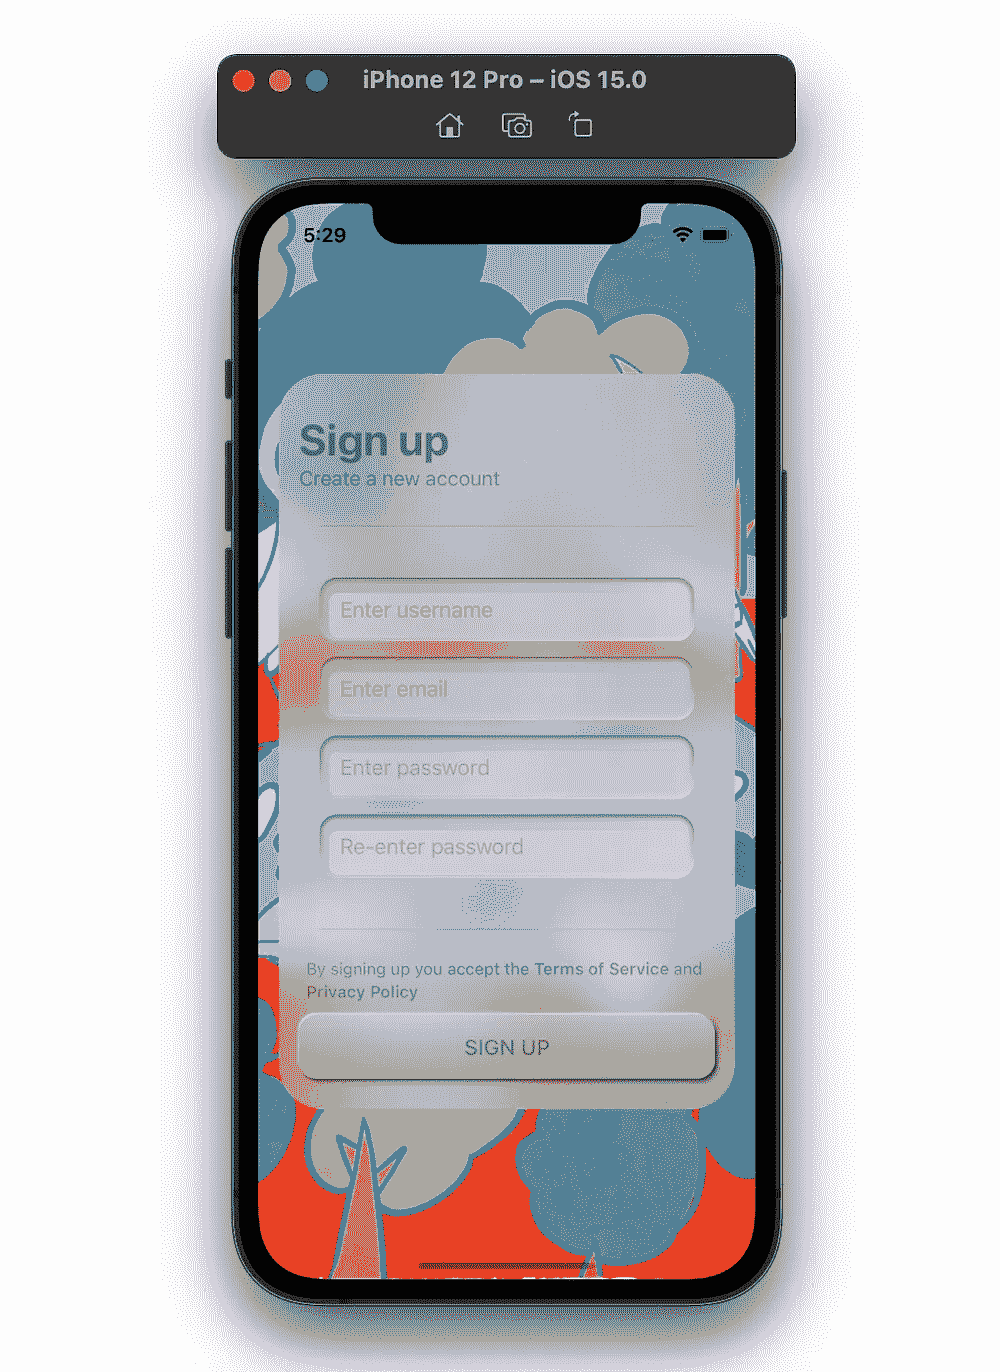 iPhone 12 Pro – iOS 15.0
5:29
Sign up
Create a new account
Enter username
Enter email
Enter password
Re-enter password
By signing up you accept the Terms of Service and
Privacy Policy
SIGN UP